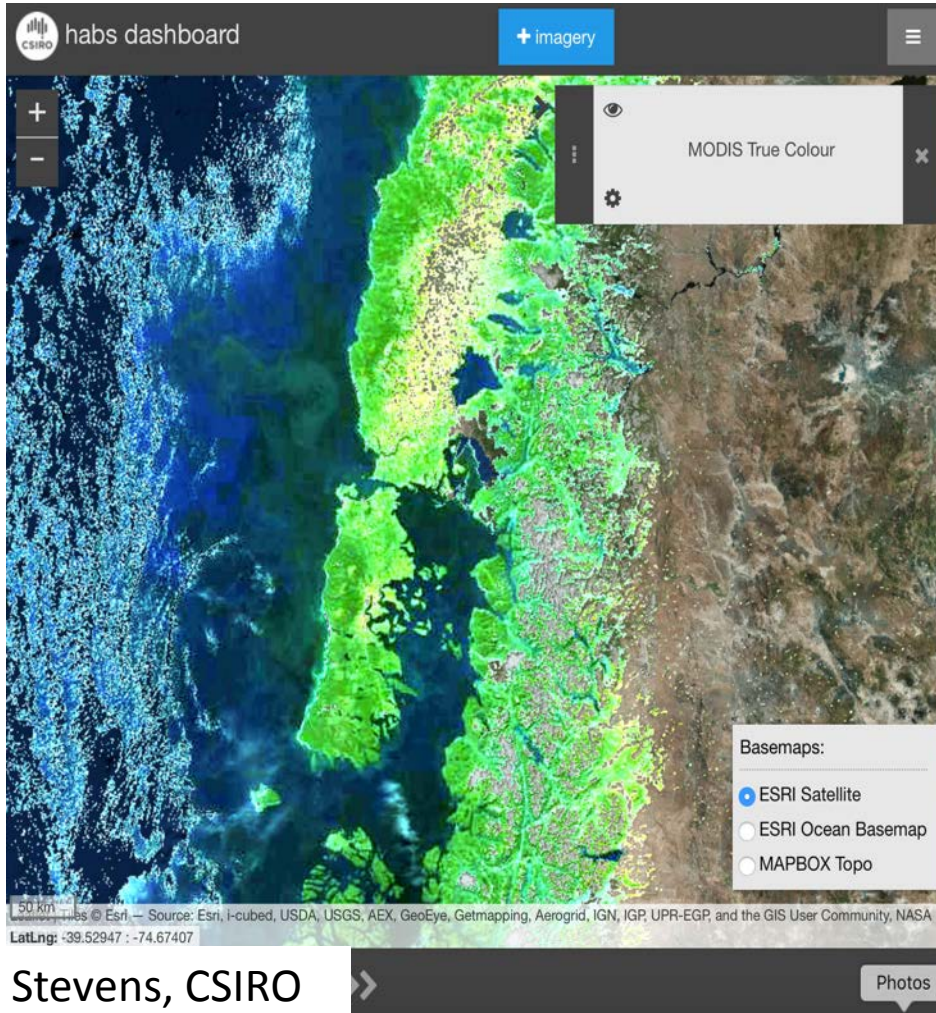 CSIRO
habs dashboard
+ imagery
+
−
MODIS True Colour
Basemaps:
ESRI Satellite
ESRI Ocean Basemap
MAPBOX Topo
50 km
Tiles © Esri — Source: Esri, i-cubed, USDA, USGS, AEX, GeoEye, Getmapping, Aerogrid, IGN, IGP, UPR-EGP, and the GIS User Community, NASA
LatLng: -39.52947 : -74.67407
Stevens, CSIRO
Photos